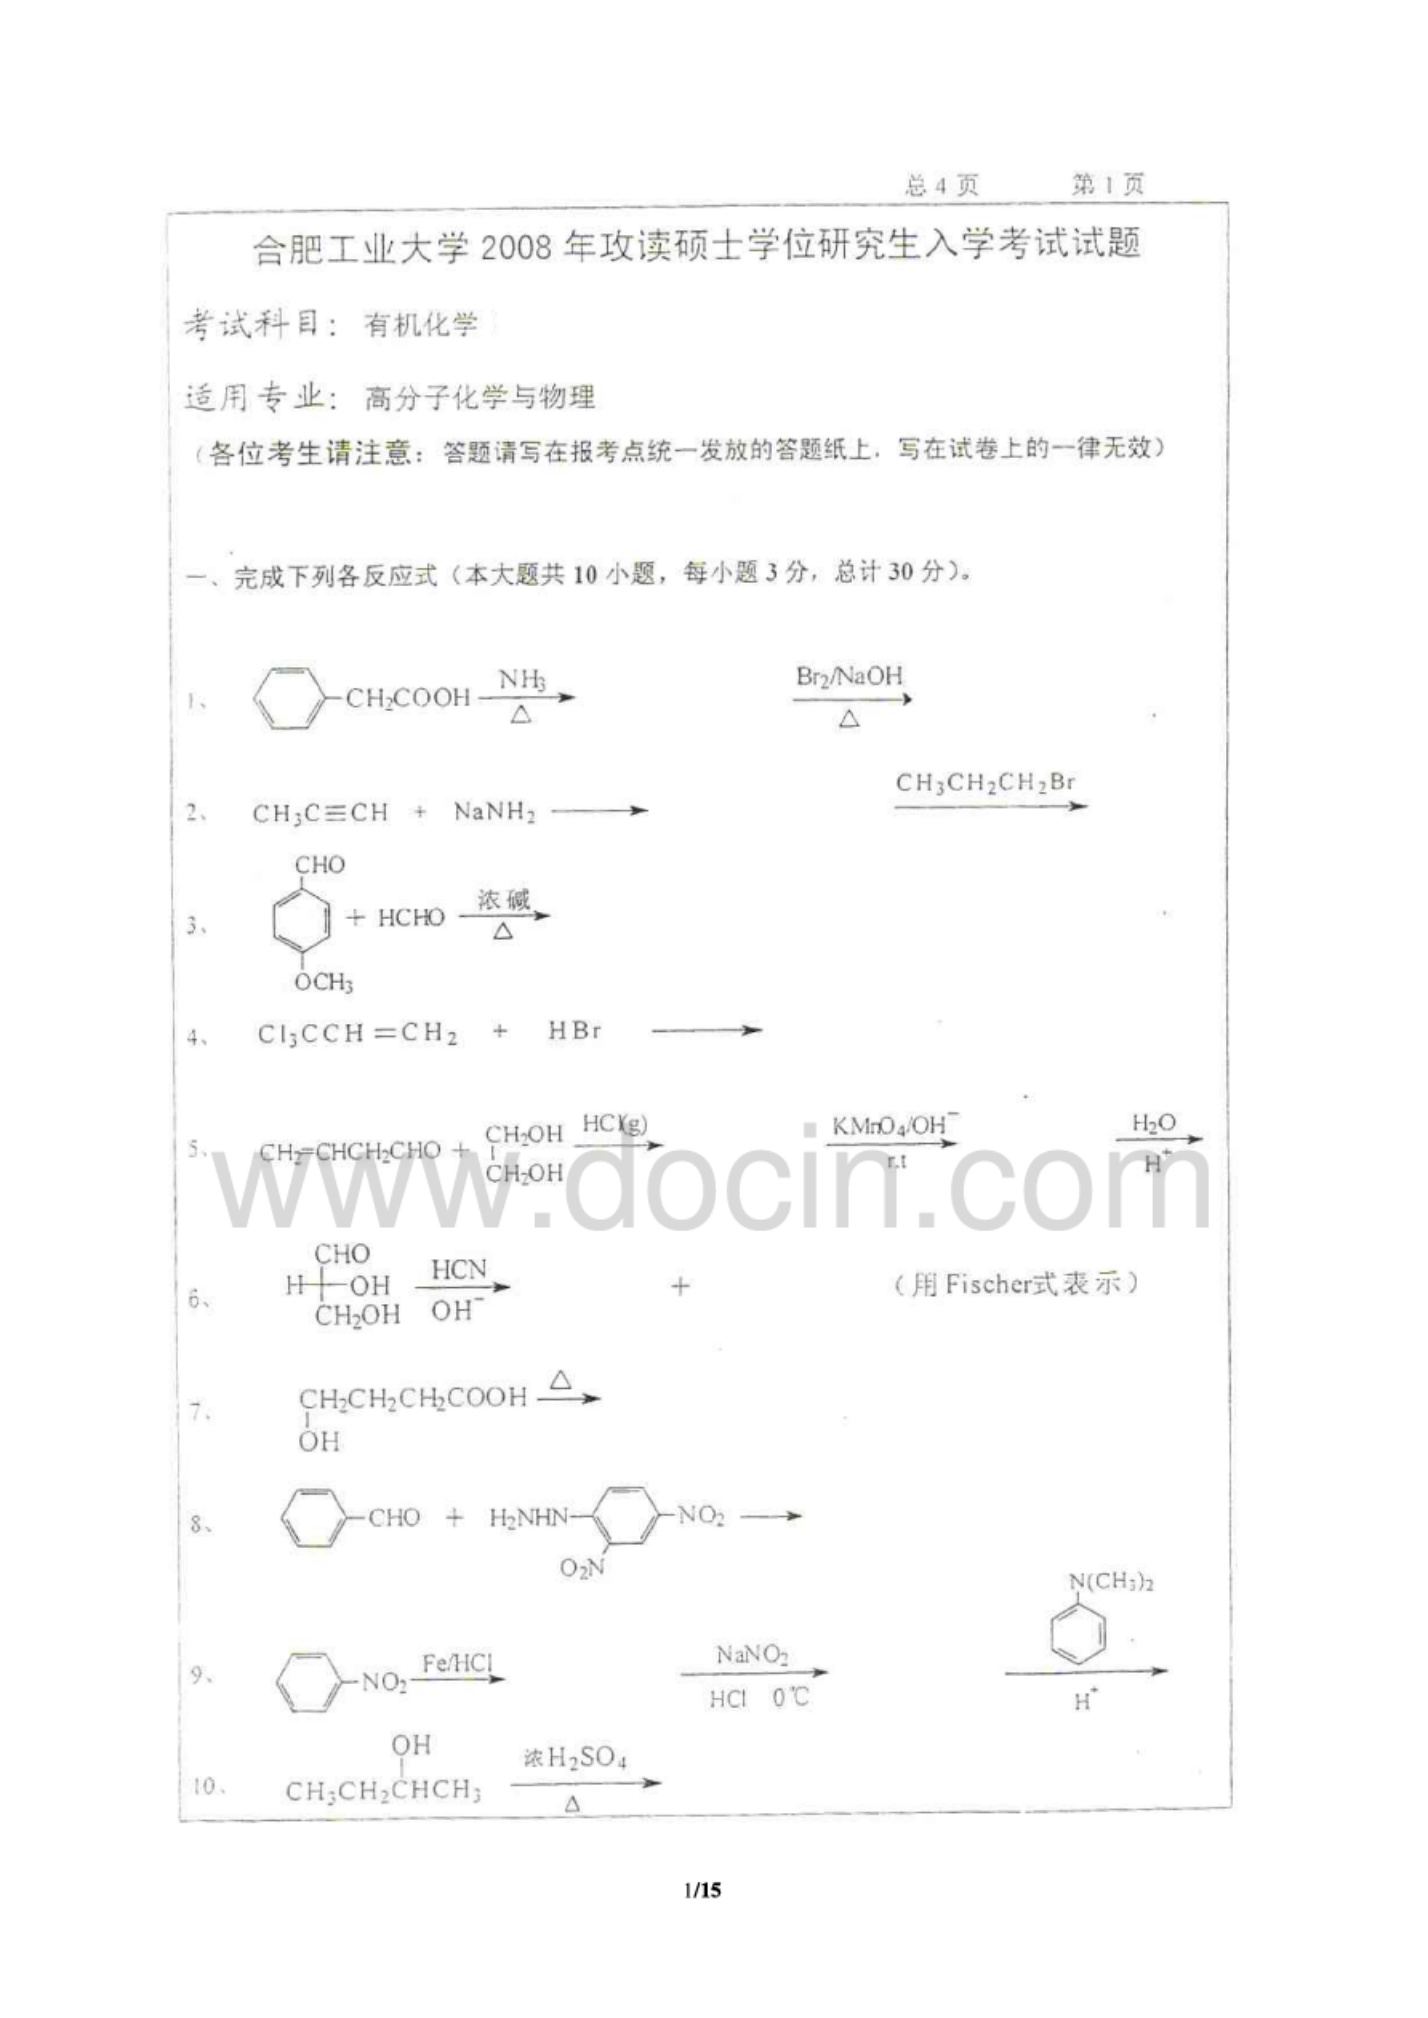 总 4 页 第 1 页
合肥工业大学 2008 年攻读硕士学位研究生入学考试试题
考试科目: 有机化学
适用专业: 高分子化学与物理
(各位考生请注意: 答题请写在报考点统一发放的答题纸上, 写在试卷上的一律无效)
一、完成下列各反应式(本大题共 10 小题, 每小题 3 分, 总计 30 分)。
1、 CH₂COOH NH₃ △ Br₂/NaOH △
2、 CH₃C≡CH + NaNH₂ CH₃CH₂CH₂Br
CHO
3、 + HCHO 浓碱 △
OCH₃
4、 Cl₃CCH=CH₂ + HBr
5、 CH₂=CHCH₂CHO + CH₂OH CH₂OH HCl(g) KMnO₄/OH⁻ r.t H₂O H⁺
www.docin.com
CHO
6、 H OH HCN OH⁻ + (用 Fischer式表示)
CH₂OH
7、 CH₂CH₂CH₂COOH △
OH
8、 CHO + H₂NHN NO₂
O₂N
N(CH₃)₂
9、 NO₂ Fe/HCl NaNO₂ HCl 0℃ H⁺
OH
10、 CH₃CH₂CHCH₃ 浓H₂SO₄ △
1/15